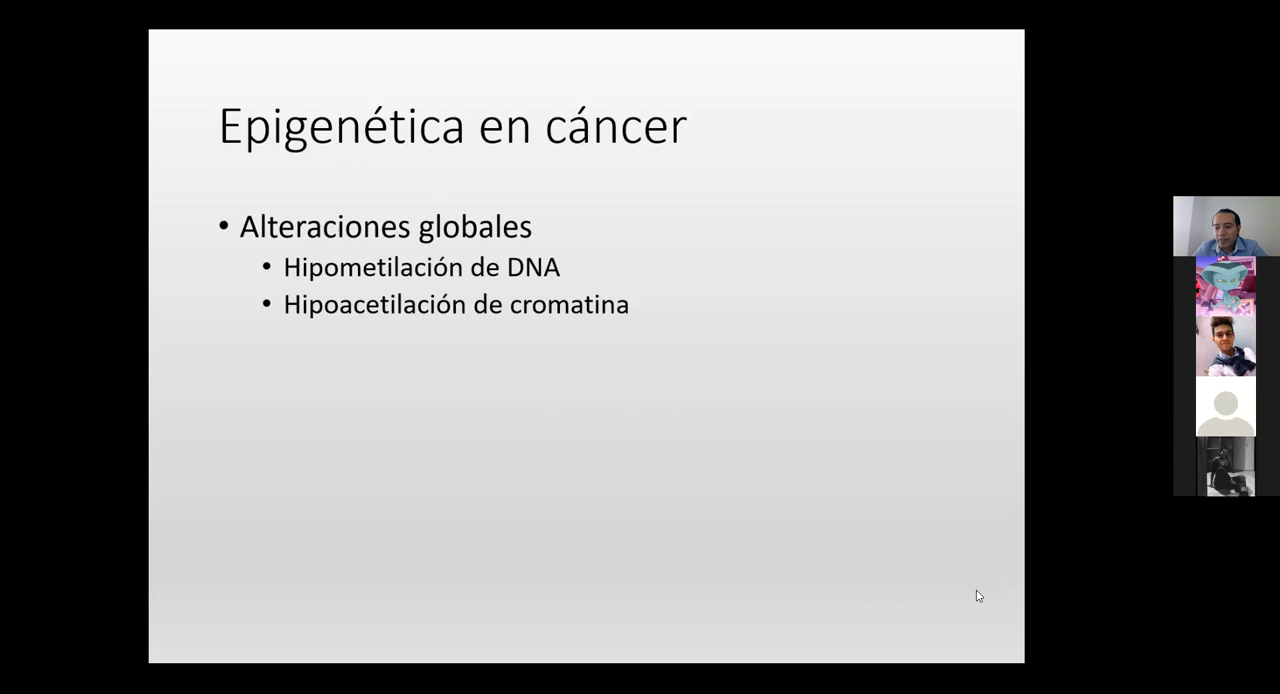 Epigenética en cáncer
• Alteraciones globales
• Hipometilación de DNA
• Hipoacetilación de cromatina